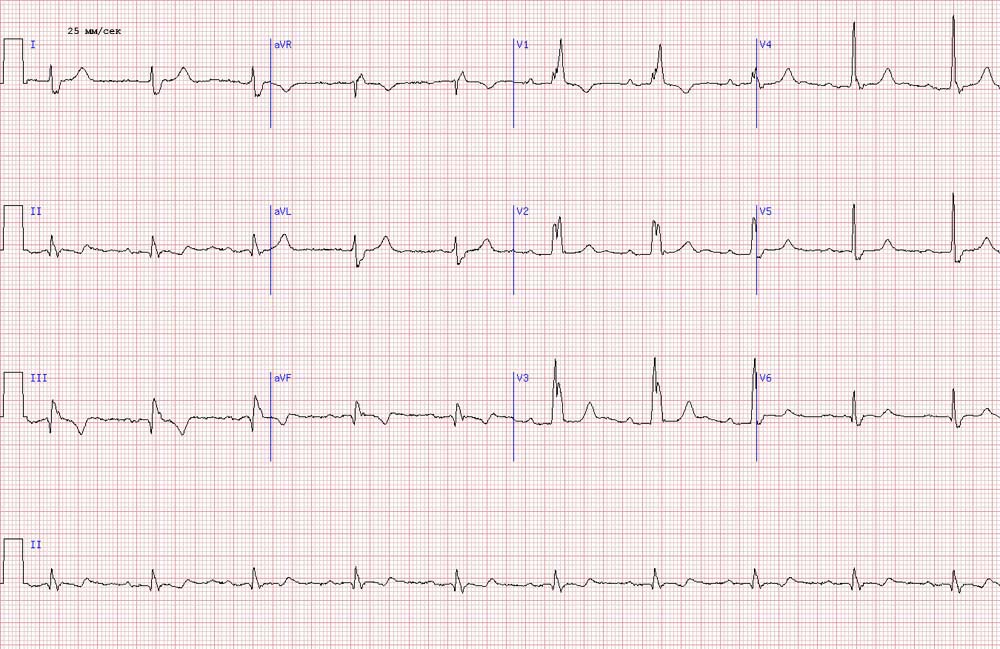 25 мм/сек
I aVR V1 V4
II aVL V2 V5
III aVF V3 V6
II